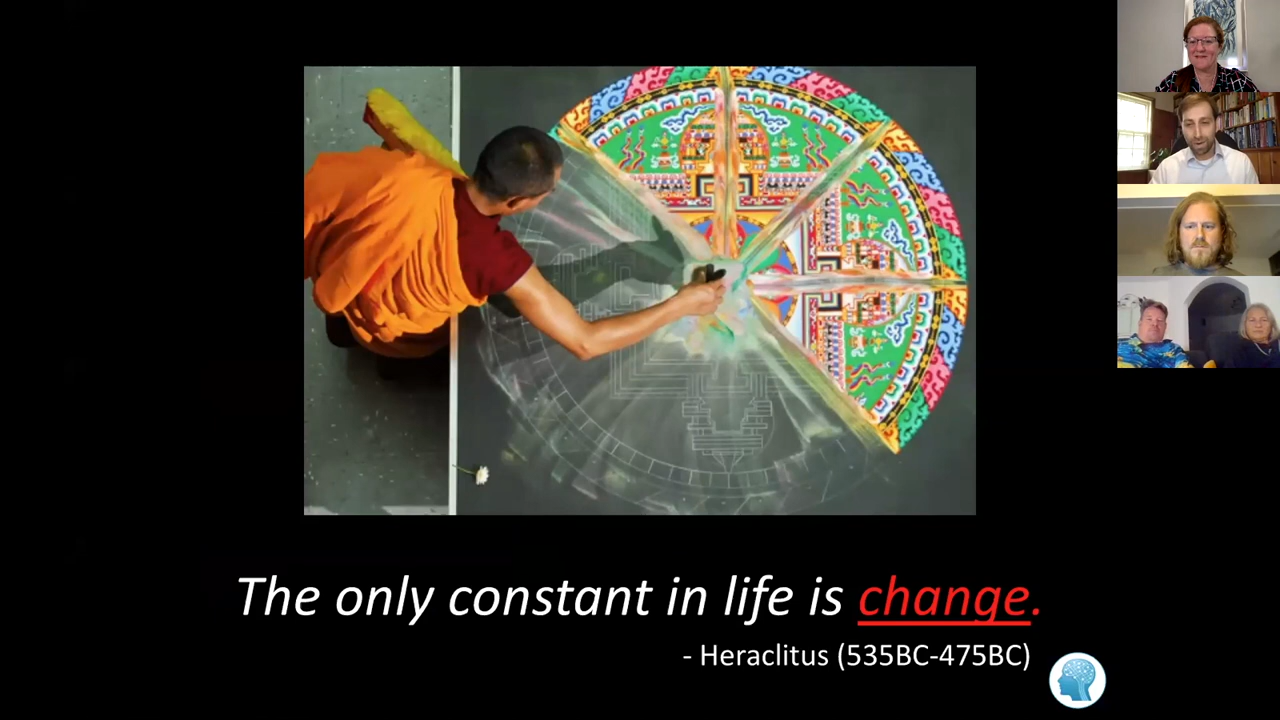 The only constant in life is change.
- Heraclitus (535BC-475BC)